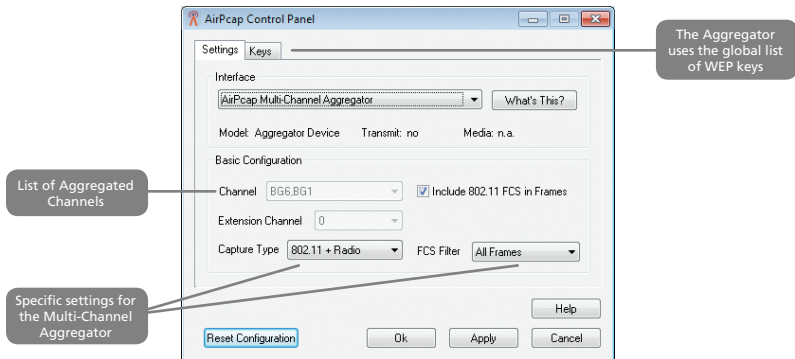 AirPcap Control Panel
Settings Keys
The Aggregator
uses the global list
of WEP keys
Interface
AirPcap Multi-Channel Aggregator
What's This?
Model: Aggregator Device Transmit: no Media: n.a.
Basic Configuration
List of Aggregated
Channels
Channel BG6,BG1 Include 802.11 FCS in Frames
Extension Channel 0
Capture Type 802.11 + Radio FCS Filter All Frames
Specific settings for
the Multi-Channel
Aggregator
Help
Reset Configuration Ok Apply Cancel